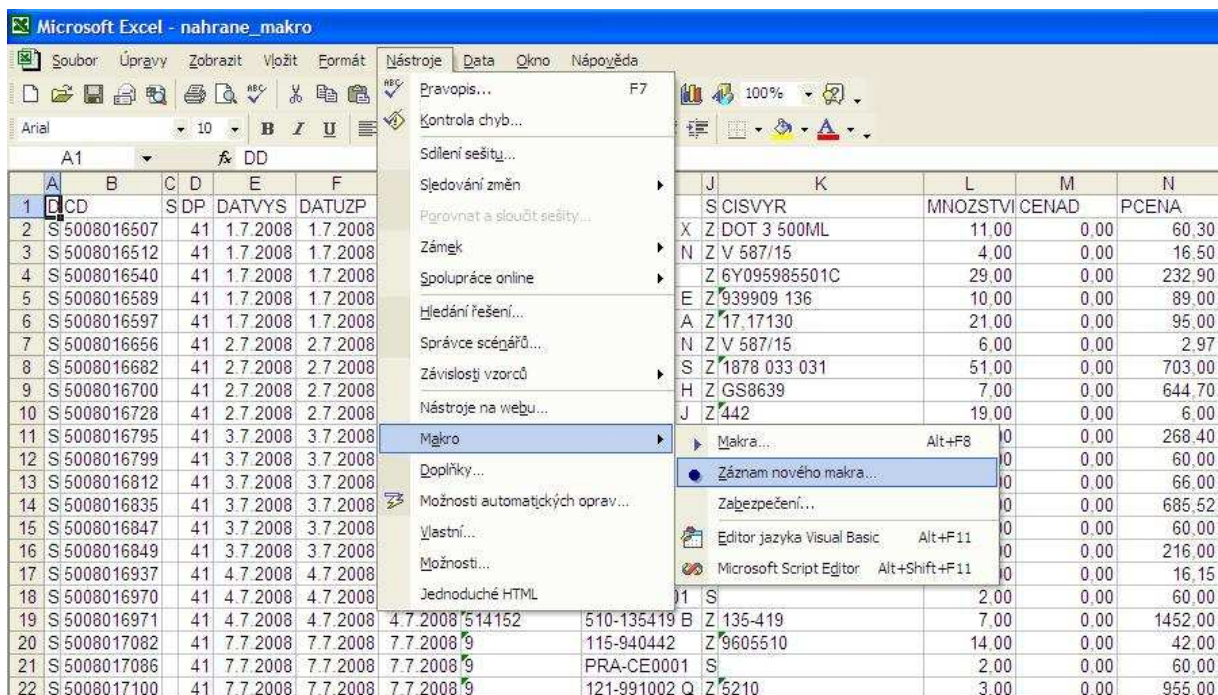 Microsoft Excel - nahrane_makro
Soubor Úpravy Zobrazit Vložit Formát Nástroje Data Okno Nápověda
100%
Arial 10 B I U
A1 fx DD
A B C D E F J K L M N
1 D CD S DP DATVYS DATUZP S CISVYR MNOZSTVI CENAD PCENA
2 S 5008016507 41 1.7.2008 1.7.2008 X Z DOT 3 500ML 11,00 0,00 60,30
3 S 5008016512 41 1.7.2008 1.7.2008 N Z V 587/15 4,00 0,00 16,50
4 S 5008016540 41 1.7.2008 1.7.2008 Z 6Y095985501C 29,00 0,00 232,90
5 S 5008016589 41 1.7.2008 1.7.2008 E Z 939909 136 10,00 0,00 89,00
6 S 5008016597 41 1.7.2008 1.7.2008 A Z 17,17130 21,00 0,00 95,00
7 S 5008016656 41 2.7.2008 2.7.2008 N Z V 587/15 6,00 0,00 2,97
8 S 5008016682 41 2.7.2008 2.7.2008 S Z 1878 033 031 51,00 0,00 703,00
9 S 5008016700 41 2.7.2008 2.7.2008 H Z GS8639 7,00 0,00 644,70
10 S 5008016728 41 2.7.2008 2.7.2008 J Z 442 19,00 0,00 6,00
11 S 5008016795 41 3.7.2008 3.7.2008 0,00 268,40
12 S 5008016799 41 3.7.2008 3.7.2008 0,00 60,00
13 S 5008016812 41 3.7.2008 3.7.2008 0,00 66,00
14 S 5008016835 41 3.7.2008 3.7.2008 0,00 685,52
15 S 5008016847 41 3.7.2008 3.7.2008 0,00 60,00
16 S 5008016849 41 3.7.2008 3.7.2008 0,00 216,00
17 S 5008016937 41 4.7.2008 4.7.2008 0,00 16,15
18 S 5008016970 41 4.7.2008 4.7.2008 S 2,00 0,00 60,00
19 S 5008016971 41 4.7.2008 4.7.2008 4.7.2008 514152 510-135419 B Z 135-419 7,00 0,00 1452,00
20 S 5008017082 41 7.7.2008 7.7.2008 7.7.2008 9 115-940442 Z 9605510 14,00 0,00 42,00
21 S 5008017086 41 7.7.2008 7.7.2008 7.7.2008 9 PRA-CE0001 S 2,00 0,00 60,00
22 S 5008017100 41 7.7.2008 7.7.2008 7.7.2008 9 121-991002 Q Z 5210 3,00 0,00 955,00
Pravopis... F7
Kontrola chyb...
Sdílení sešitu...
Sledování změn
Porovnat a sloučit sešity...
Zámek
Spolupráce online
Hledání řešení...
Správce scénářů...
Závislosti vzorců
Nástroje na webu...
Makro
Doplňky...
Možnosti automatických oprav...
Vlastní...
Možnosti...
Jednoduché HTML
Makra... Alt+F8
Záznam nového makra...
Zabezpečení...
Editor jazyka Visual Basic Alt+F11
Microsoft Script Editor Alt+Shift+F11